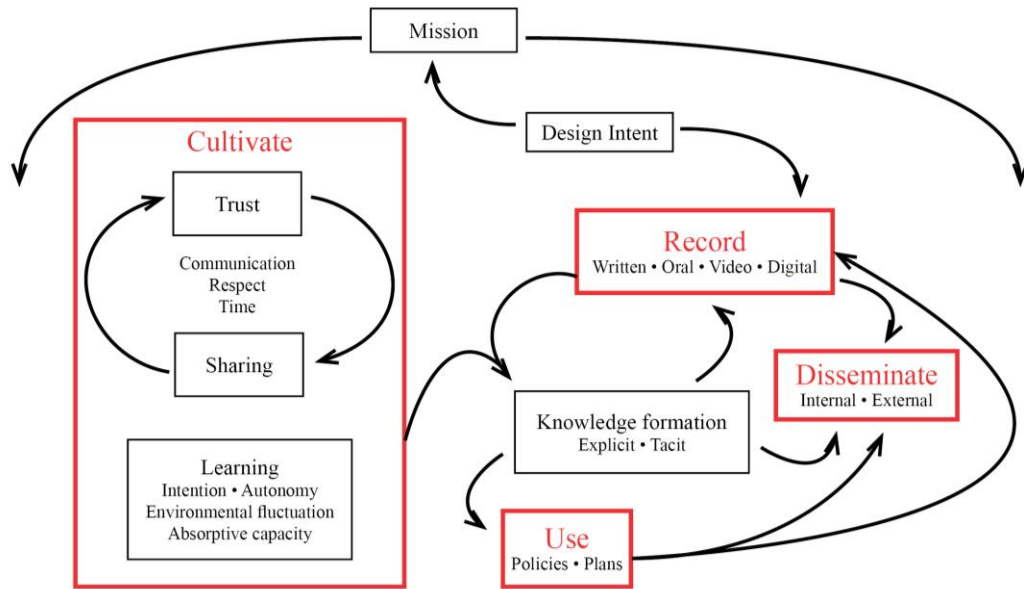 Mission
Design Intent
Cultivate
Trust
Communication
Respect
Time
Sharing
Learning
Intention • Autonomy
Environmental fluctuation
Absorptive capacity
Record
Written • Oral • Video • Digital
Disseminate
Internal • External
Knowledge formation
Explicit • Tacit
Use
Policies • Plans